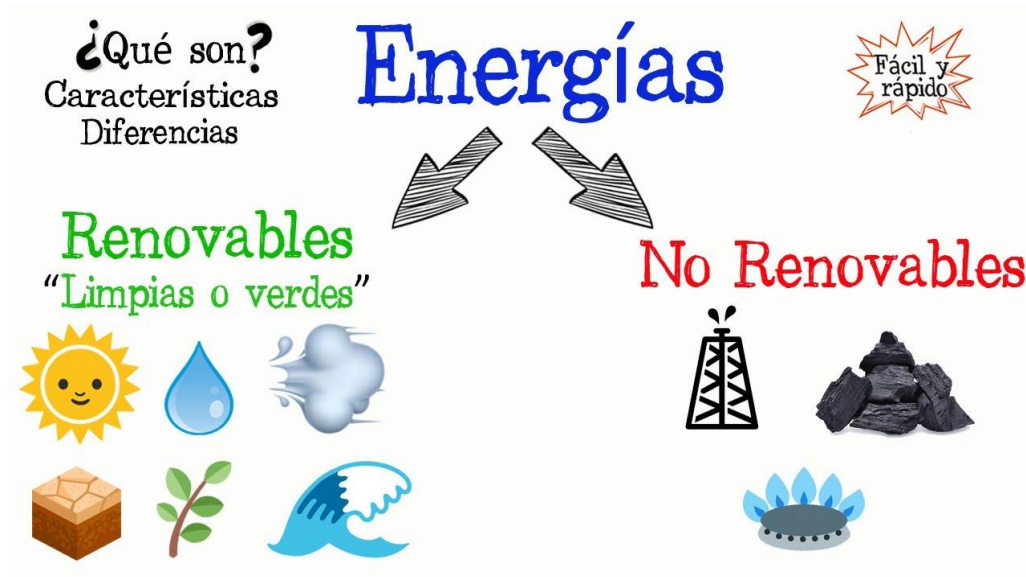 ¿Qué son?
Características
Diferencias
Energías
Fácil y
rápido
Renovables
“Limpias o verdes”
No Renovables